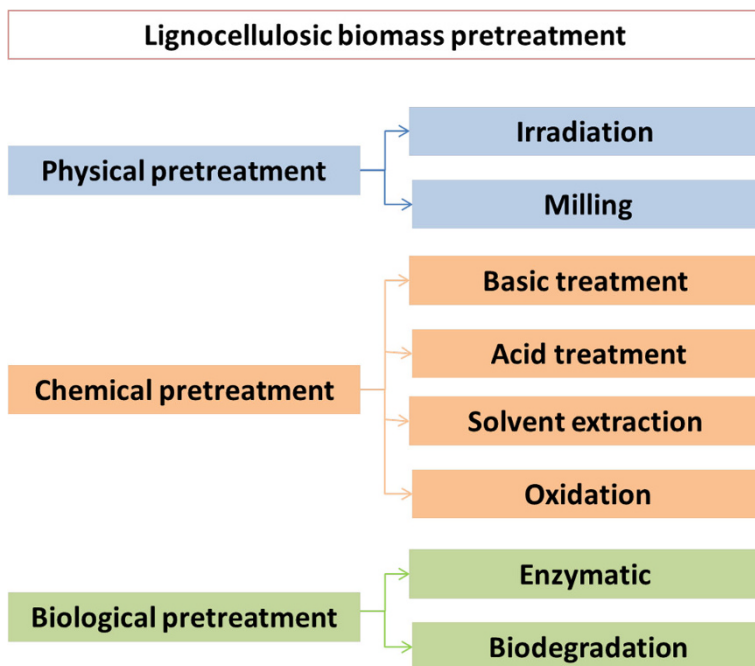 Lignocellulosic biomass pretreatment
Physical pretreatment
Irradiation
Milling
Chemical pretreatment
Basic treatment
Acid treatment
Solvent extraction
Oxidation
Biological pretreatment
Enzymatic
Biodegradation